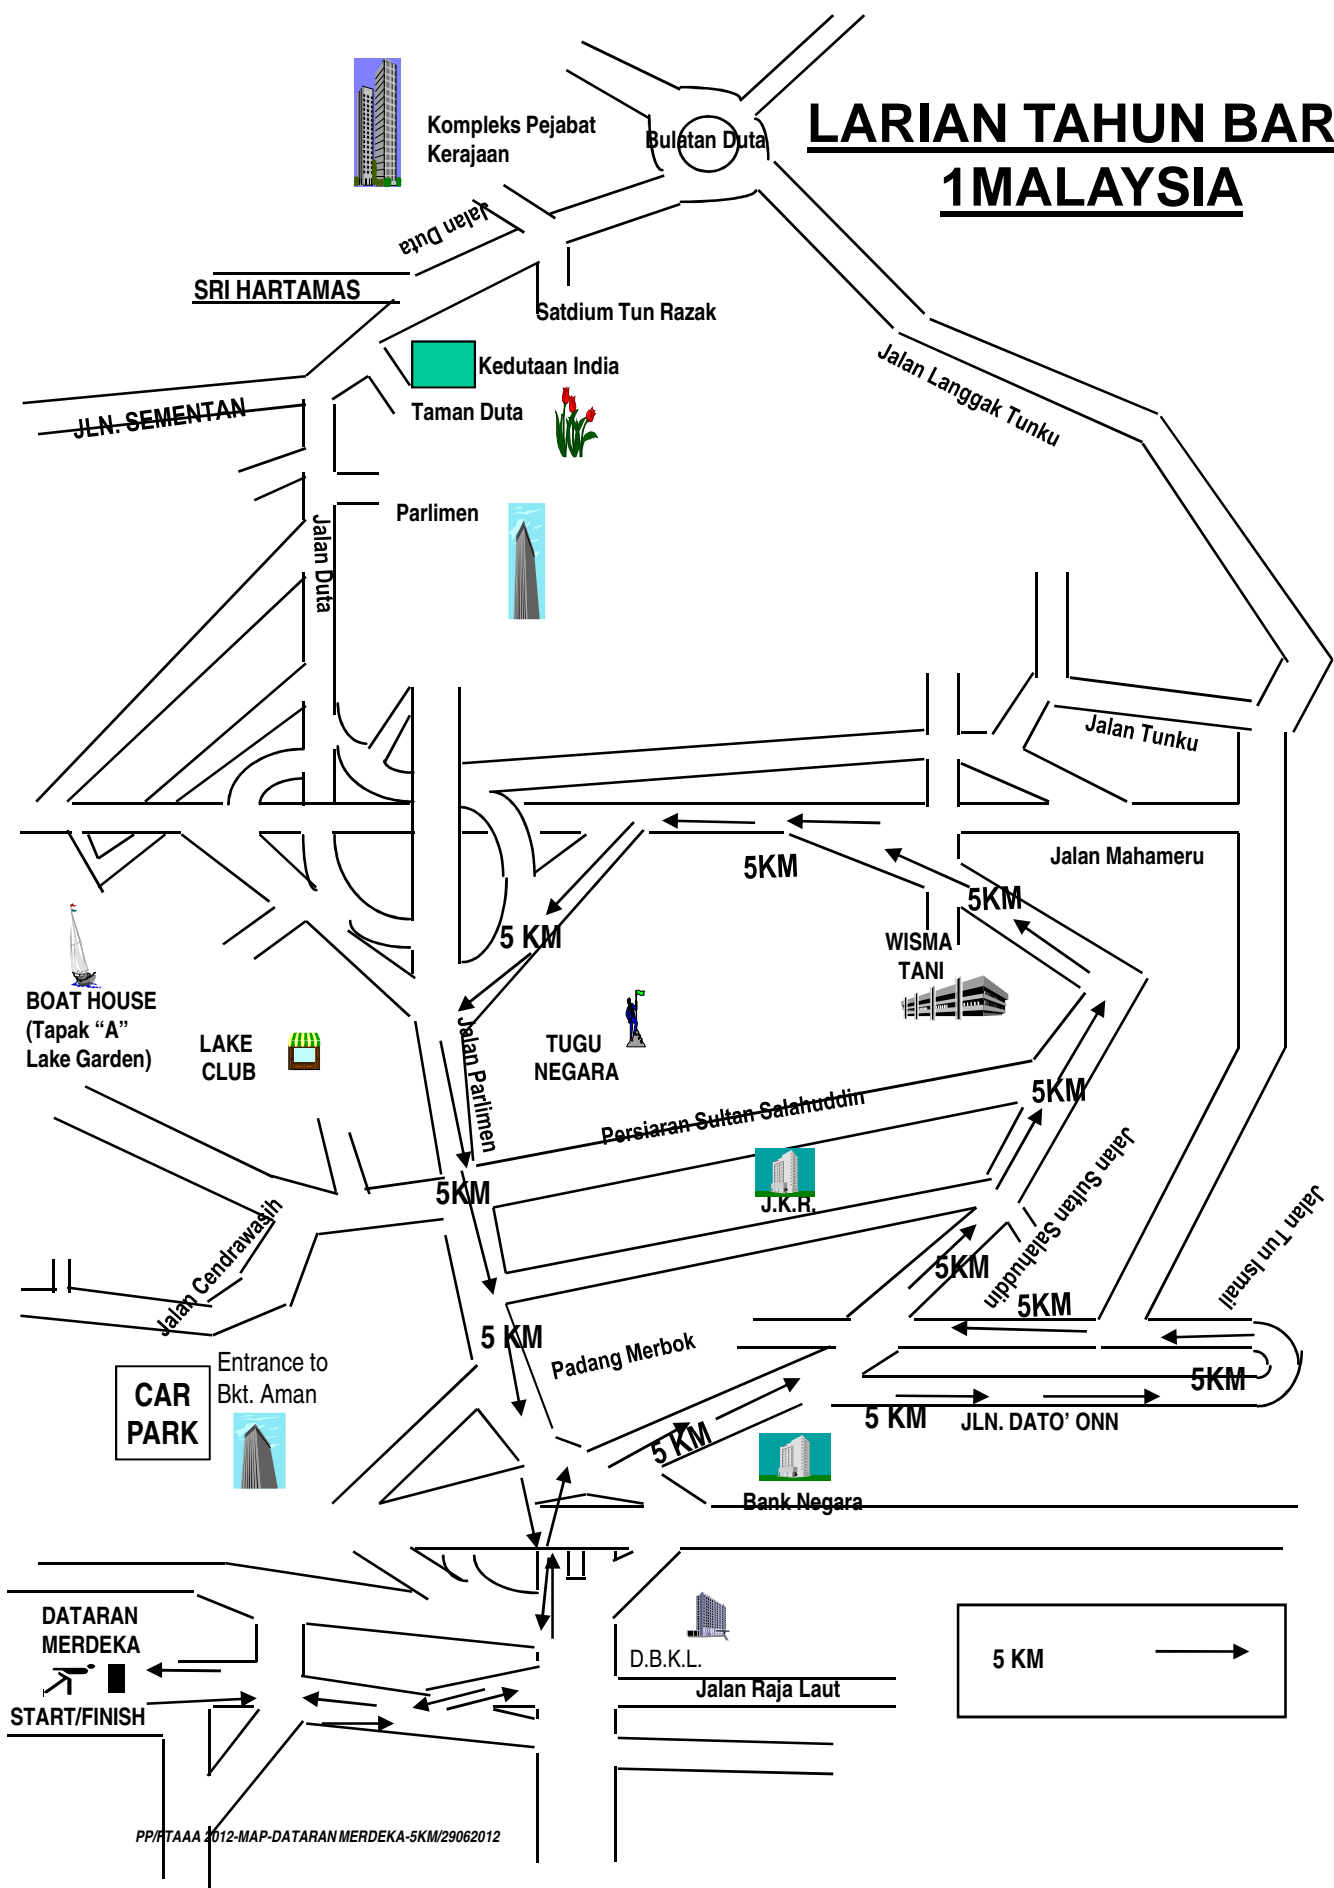 LARIAN TAHUN BAR
1MALAYSIA
Kompleks Pejabat
Kerajaan
Bulatan Duta
Jalan Duta
SRI HARTAMAS
Satdium Tun Razak
Kedutaan India
Jalan Langgak Tunku
JLN. SEMENTAN
Taman Duta
Parlimen
Jalan Duta
Jalan Tunku
Jalan Mahameru
5KM
5KM
5 KM
WISMA
TANI
BOAT HOUSE
(Tapak “A”
Lake Garden)
LAKE
CLUB
Jalan Parlimen
TUGU
NEGARA
5KM
Persiaran Sultan Salahuddin
J.K.R.
5KM
Jalan Sultan Salahuddin
Jalan Tun Ismail
Jalan Cendrawasih
5KM
5KM
5 KM
Padang Merbok
Entrance to
Bkt. Aman
CAR
PARK
5KM
5 KM
JLN. DATO’ ONN
5 KM
Bank Negara
DATARAN
MERDEKA
START/FINISH
D.B.K.L.
Jalan Raja Laut
5 KM
PP/FTAAA 2012-MAP-DATARAN MERDEKA-5KM/29062012